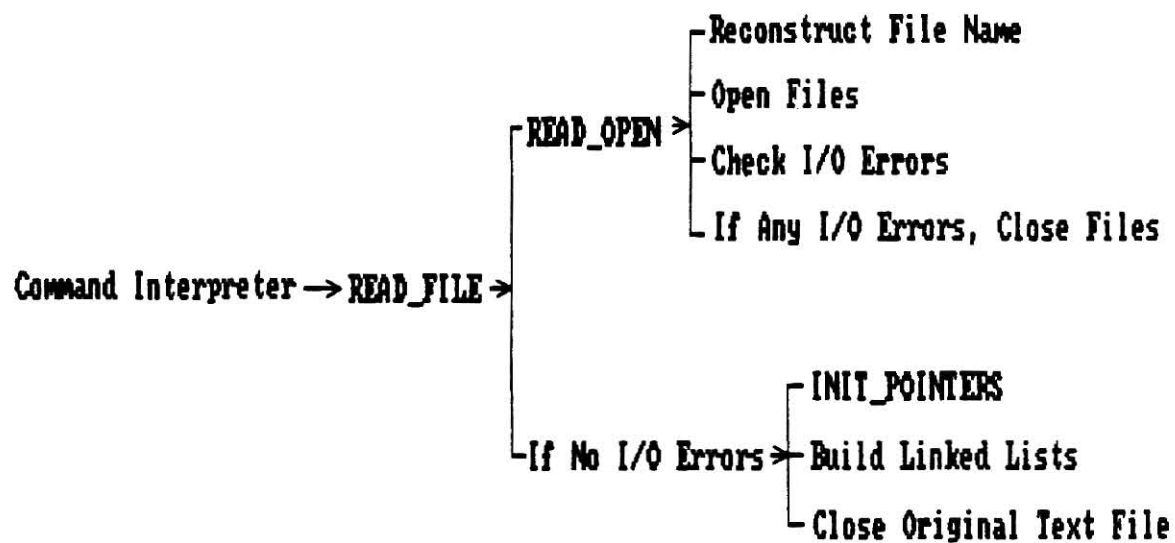 Reconstruct File Name
Open Files
READ_OPEN
Check I/O Errors
If Any I/O Errors, Close Files
Command Interpreter → READ_FILE
INIT_POINTERS
If No I/O Errors
Build Linked Lists
Close Original Text File